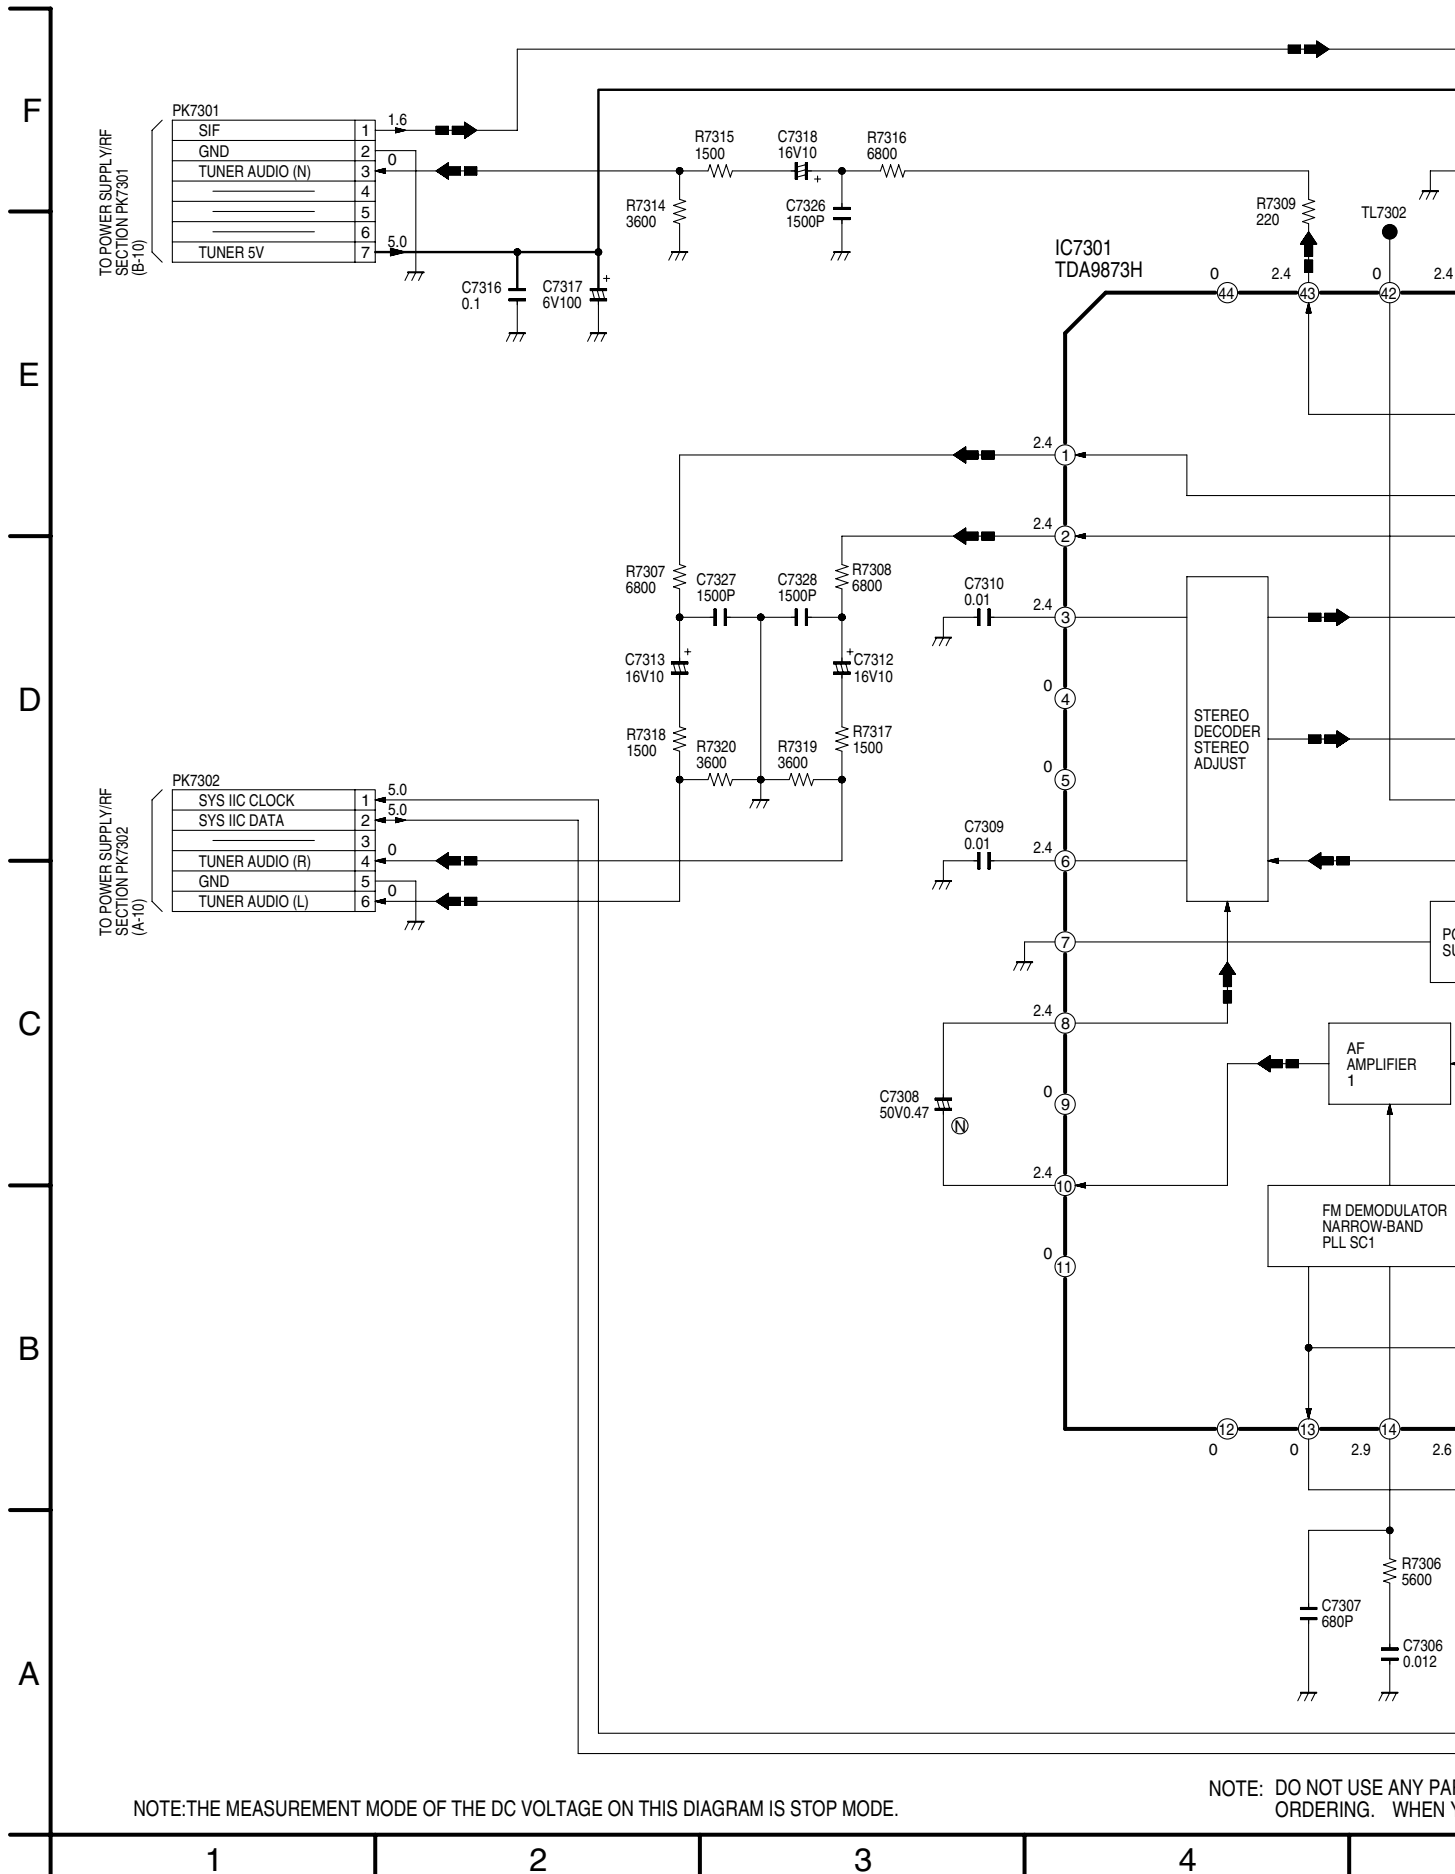 F
E
D
C
B
A
1
2
3
4
PK7301
TO POWER SUPPLY/RF
SECTION PK7301
(B-10)
SIF 1 1.6
GND 2
TUNER AUDIO (N) 3 0
4
5
6
TUNER 5V 7 5.0
C7316
0.1
C7317
6V100
+
R7315
1500
C7318
16V10
+
R7316
6800
R7314
3600
C7326
1500P
R7309
220
TL7302
IC7301
TDA9873H
0
44
2.4
43
0
42
2.4
2.4
1
2.4
2
R7307
6800
C7327
1500P
C7328
1500P
R7308
6800
C7310
0.01
2.4
3
C7313
16V10
+
C7312
16V10
+
0
4
R7318
1500
R7320
3600
R7319
3600
R7317
1500
STEREO
DECODER
STEREO
ADJUST
0
5
PK7302
TO POWER SUPPLY/RF
SECTION PK7302
(A-10)
SYS IIC CLOCK 1 5.0
SYS IIC DATA 2 5.0
3
TUNER AUDIO (R) 4 0
GND 5
TUNER AUDIO (L) 6 0
C7309
0.01
2.4
6
7
PO
SU
2.4
8
AF
AMPLIFIER
1
C7308
50V0.47
N
0
9
2.4
10
FM DEMODULATOR
NARROW-BAND
PLL SC1
0
11
12
13
14
0
0
2.9
2.6
R7306
5600
C7307
680P
C7306
0.012
NOTE:THE MEASUREMENT MODE OF THE DC VOLTAGE ON THIS DIAGRAM IS STOP MODE.
NOTE: DO NOT USE ANY PA
ORDERING. WHEN